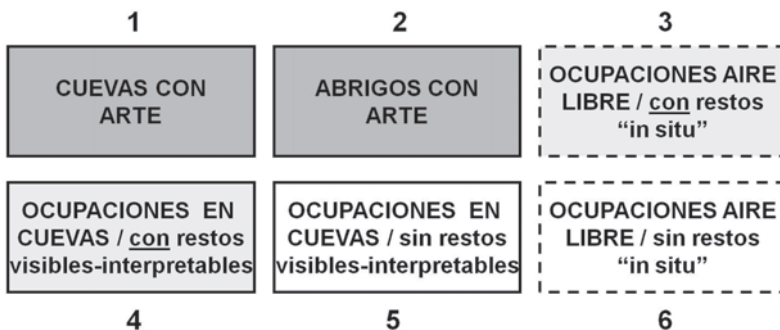 1
2
3
CUEVAS CON
ARTE
ABRIGOS CON
ARTE
OCUPACIONES AIRE
LIBRE / con restos
“in situ”
OCUPACIONES EN
CUEVAS / con restos
visibles-interpretables
OCUPACIONES EN
CUEVAS / sin restos
visibles-interpretables
OCUPACIONES AIRE
LIBRE / sin restos
“in situ”
4
5
6